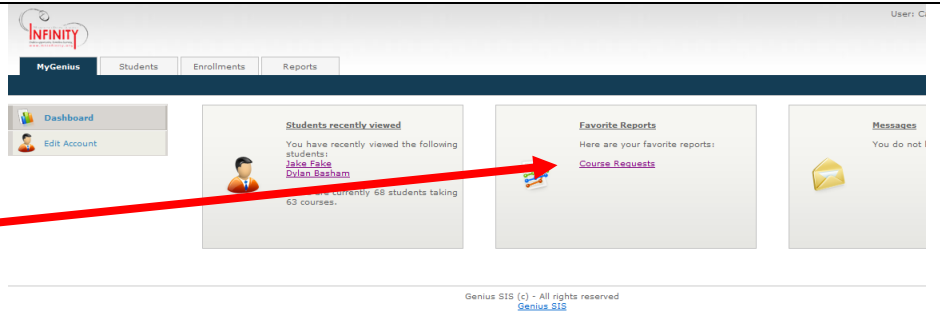 INFINITY
User: Ca
MyGenius
Students
Enrollments
Reports
Dashboard
Edit Account
Students recently viewed
You have recently viewed the following
students:
Jake Fake
Dylan Basham
currently 68 students taking
63 courses.
Favorite Reports
Here are your favorite reports:
Course Requests
Messages
You do not
Genius SIS (c) - All rights reserved
Genius SIS